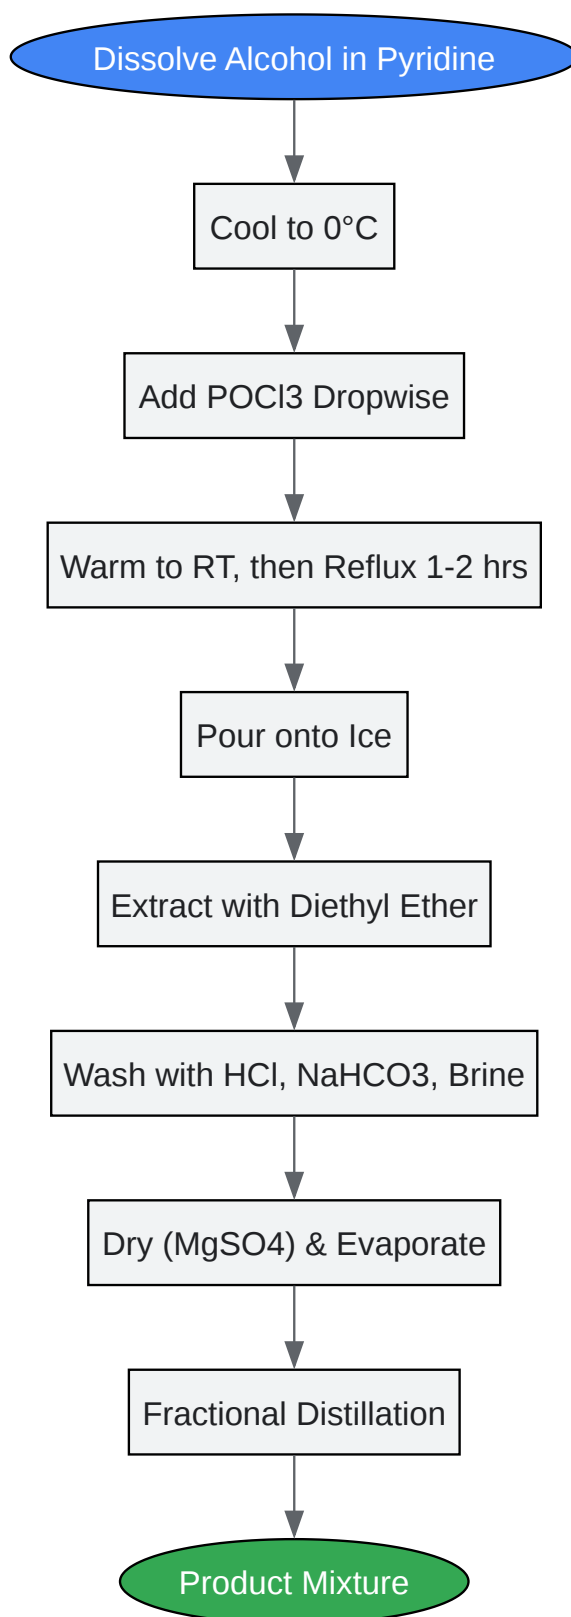 Dissolve Alcohol in Pyridine
Cool to 0°C
Add POCl3 Dropwise
Warm to RT, then Reflux 1-2 hrs
Pour onto Ice
Extract with Diethyl Ether
Wash with HCl, NaHCO3, Brine
Dry (MgSO4) & Evaporate
Fractional Distillation
Product Mixture